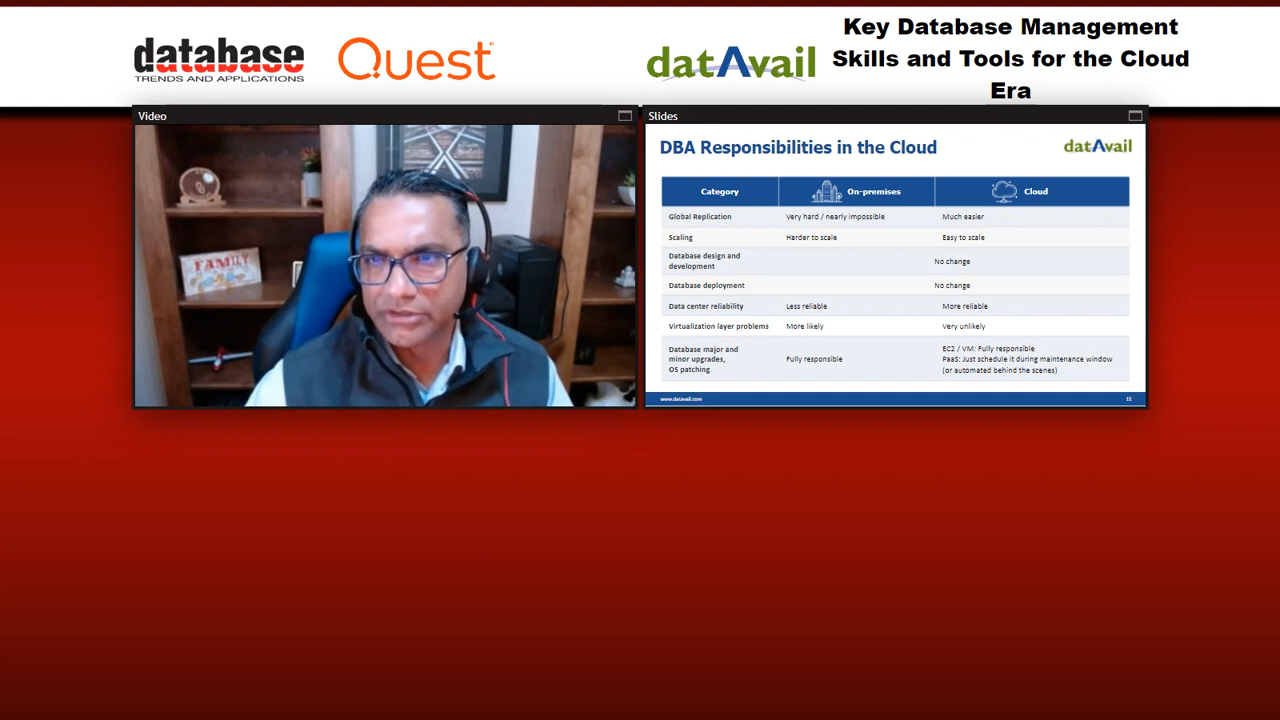 database
TRENDS AND APPLICATIONS
Quest
datAvail
Key Database Management
Skills and Tools for the Cloud
Era
Video
FAMILY
Slides
DBA Responsibilities in the Cloud
datAvail
Category On-premises Cloud
Global Replication Very hard / nearly impossible Much easier
Scaling Harder to scale Easy to scale
Database design and
development
No change
Database deployment No change
Data center reliability Less reliable More reliable
Virtualization layer problems More likely Very unlikely
Database major and
minor upgrades,
OS patching
Fully responsible
EC2 / VM: Fully responsible
PaaS: Just schedule it during maintenance window
(or automated behind the scenes)
www.datavail.com 11